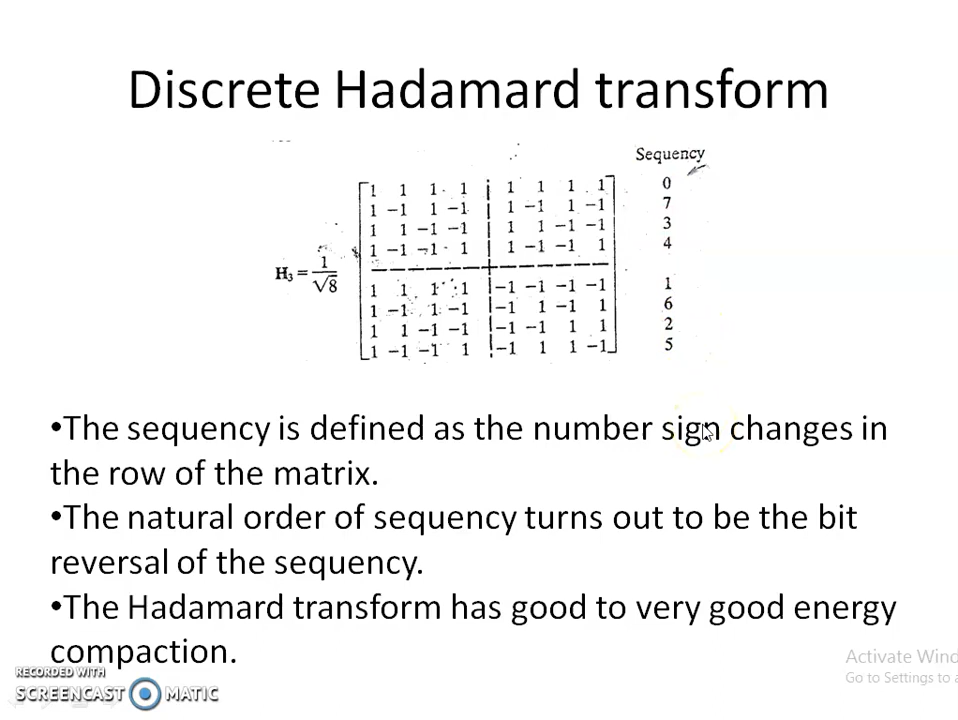 Discrete Hadamard transform
Sequency
1 1 1 1 1 1 1 1 0
1 -1 1 -1 1 -1 1 -1 7
1 1 -1 -1 1 1 -1 -1 3
1 -1 -1 1 1 -1 -1 1 4
H₃ = 1/√8
1 1 1 1 -1 -1 -1 -1 1
1 -1 1 -1 -1 1 -1 1 6
1 1 -1 -1 -1 -1 1 1 2
1 -1 -1 1 -1 1 1 -1 5
•The sequency is defined as the number sign changes in
the row of the matrix.
•The natural order of sequency turns out to be the bit
reversal of the sequency.
•The Hadamard transform has good to very good energy
compaction.
Activate Wind
Go to Settings to a
RECORDED WITH
SCREENCAST MATIC